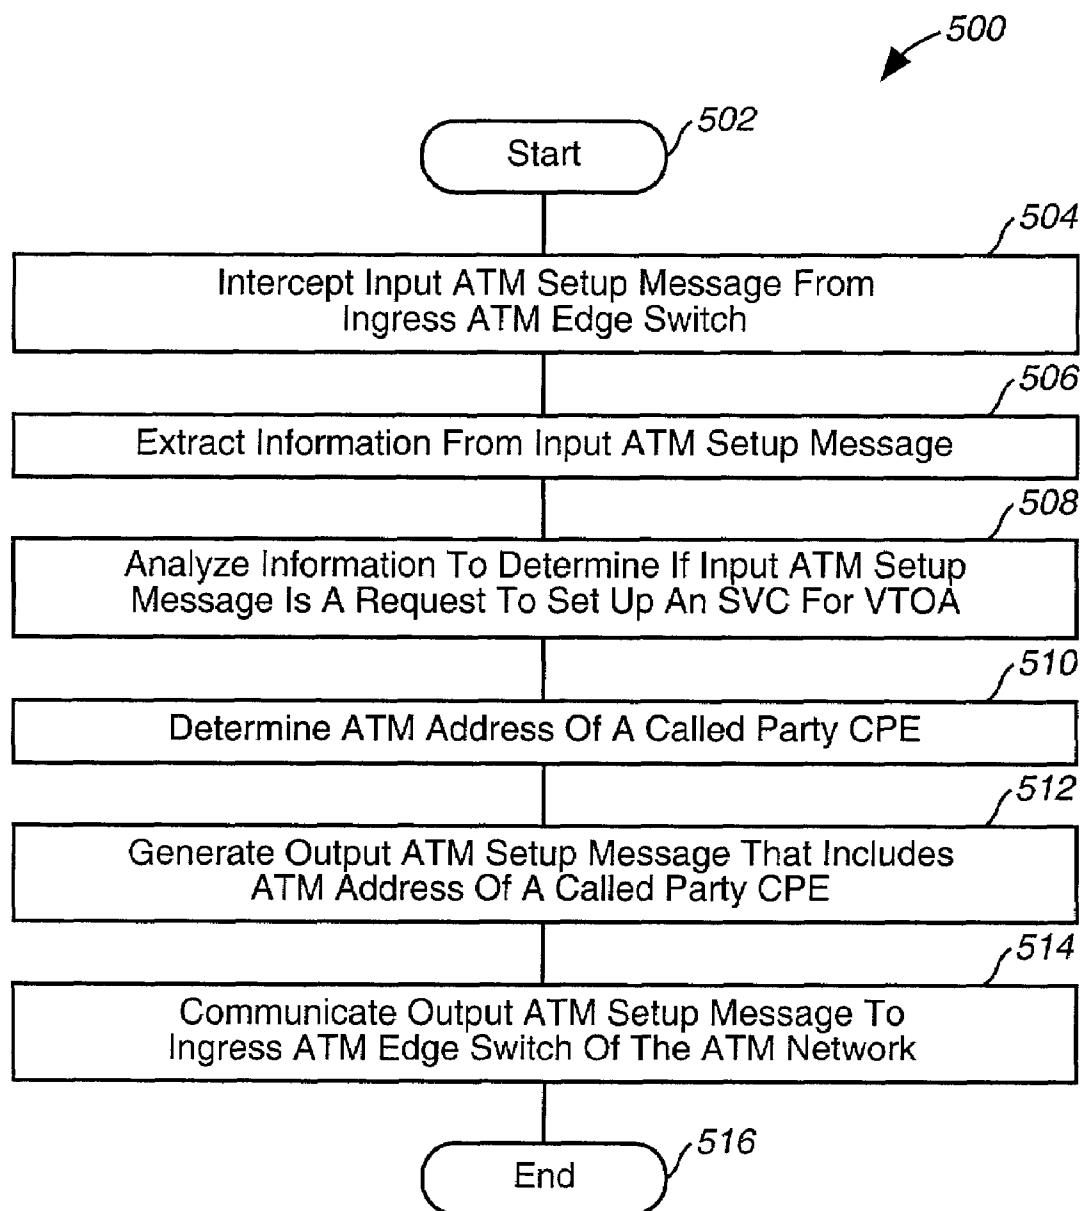 500
502
Start
504
Intercept Input ATM Setup Message From
Ingress ATM Edge Switch
506
Extract Information From Input ATM Setup Message
508
Analyze Information To Determine If Input ATM Setup
Message Is A Request To Set Up An SVC For VTOA
510
Determine ATM Address Of A Called Party CPE
512
Generate Output ATM Setup Message That Includes
ATM Address Of A Called Party CPE
514
Communicate Output ATM Setup Message To
Ingress ATM Edge Switch Of The ATM Network
516
End